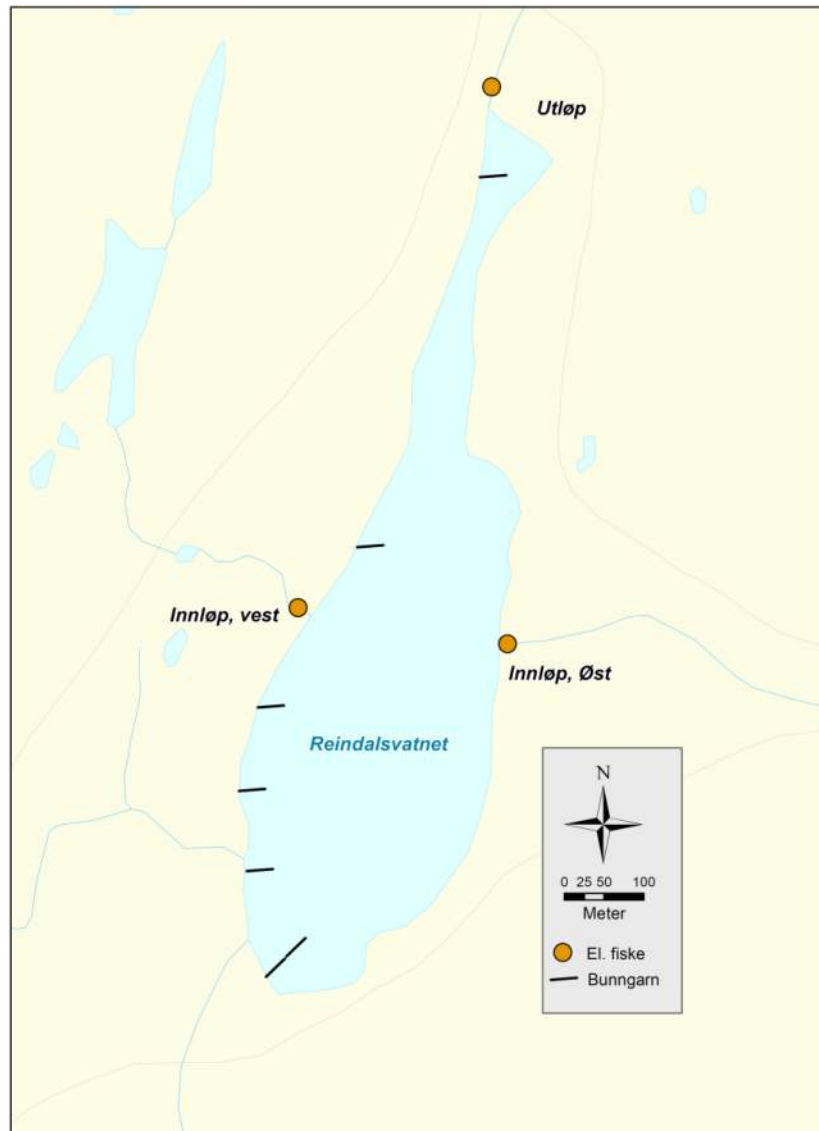 Utløp
Innløp, vest
Innløp, Øst
Reindalsvatnet
N
0 25 50 100
Meter
El. fiske
Bunngarn